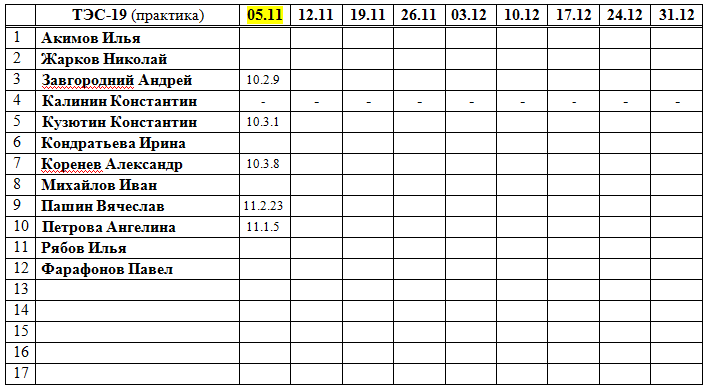 ТЭС-19 (практика) 05.11 12.11 19.11 26.11 03.12 10.12 17.12 24.12 31.12
1 Акимов Илья
2 Жарков Николай
3 Завгородний Андрей 10.2.9
4 Калинин Константин - - - - - - - - -
5 Кузютин Константин 10.3.1
6 Кондратьева Ирина
7 Коренев Александр 10.3.8
8 Михайлов Иван
9 Пашин Вячеслав 11.2.23
10 Петрова Ангелина 11.1.5
11 Рябов Илья
12 Фарафонов Павел
13
14
15
16
17